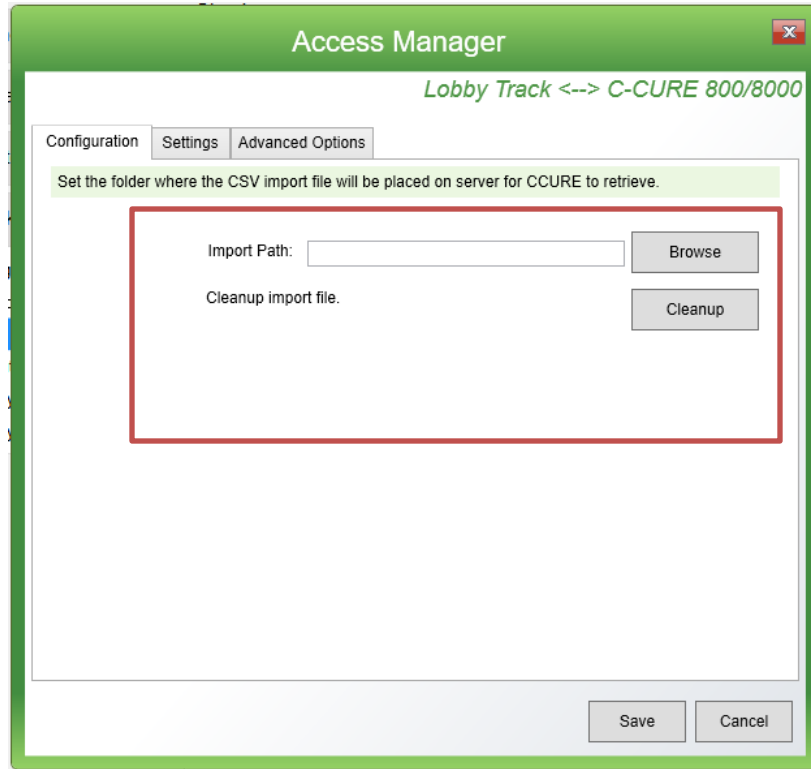 Access Manager
Lobby Track <--> C-CURE 800/8000
Configuration Settings Advanced Options
Set the folder where the CSV import file will be placed on server for CCURE to retrieve.
Import Path: Browse
Cleanup import file. Cleanup
Save Cancel